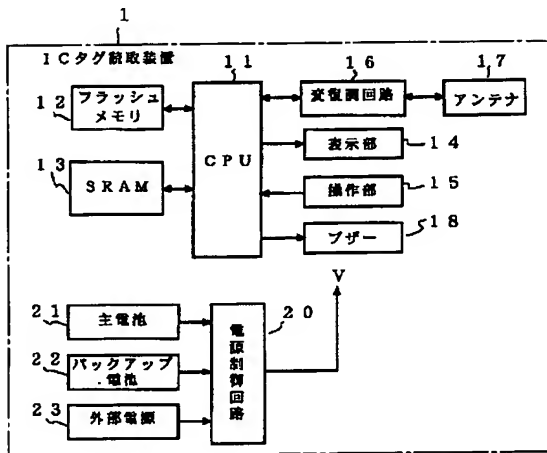 1
ICタグ読取装置
11
16
17
12
フラッシュ
メモリ
CPU
変復調回路
アンテナ
表示部
14
13
SRAM
操作部
15
ブザー
18
V
21
主電池
20
電源制御回路
22
バックアップ
電池
23
外部電源